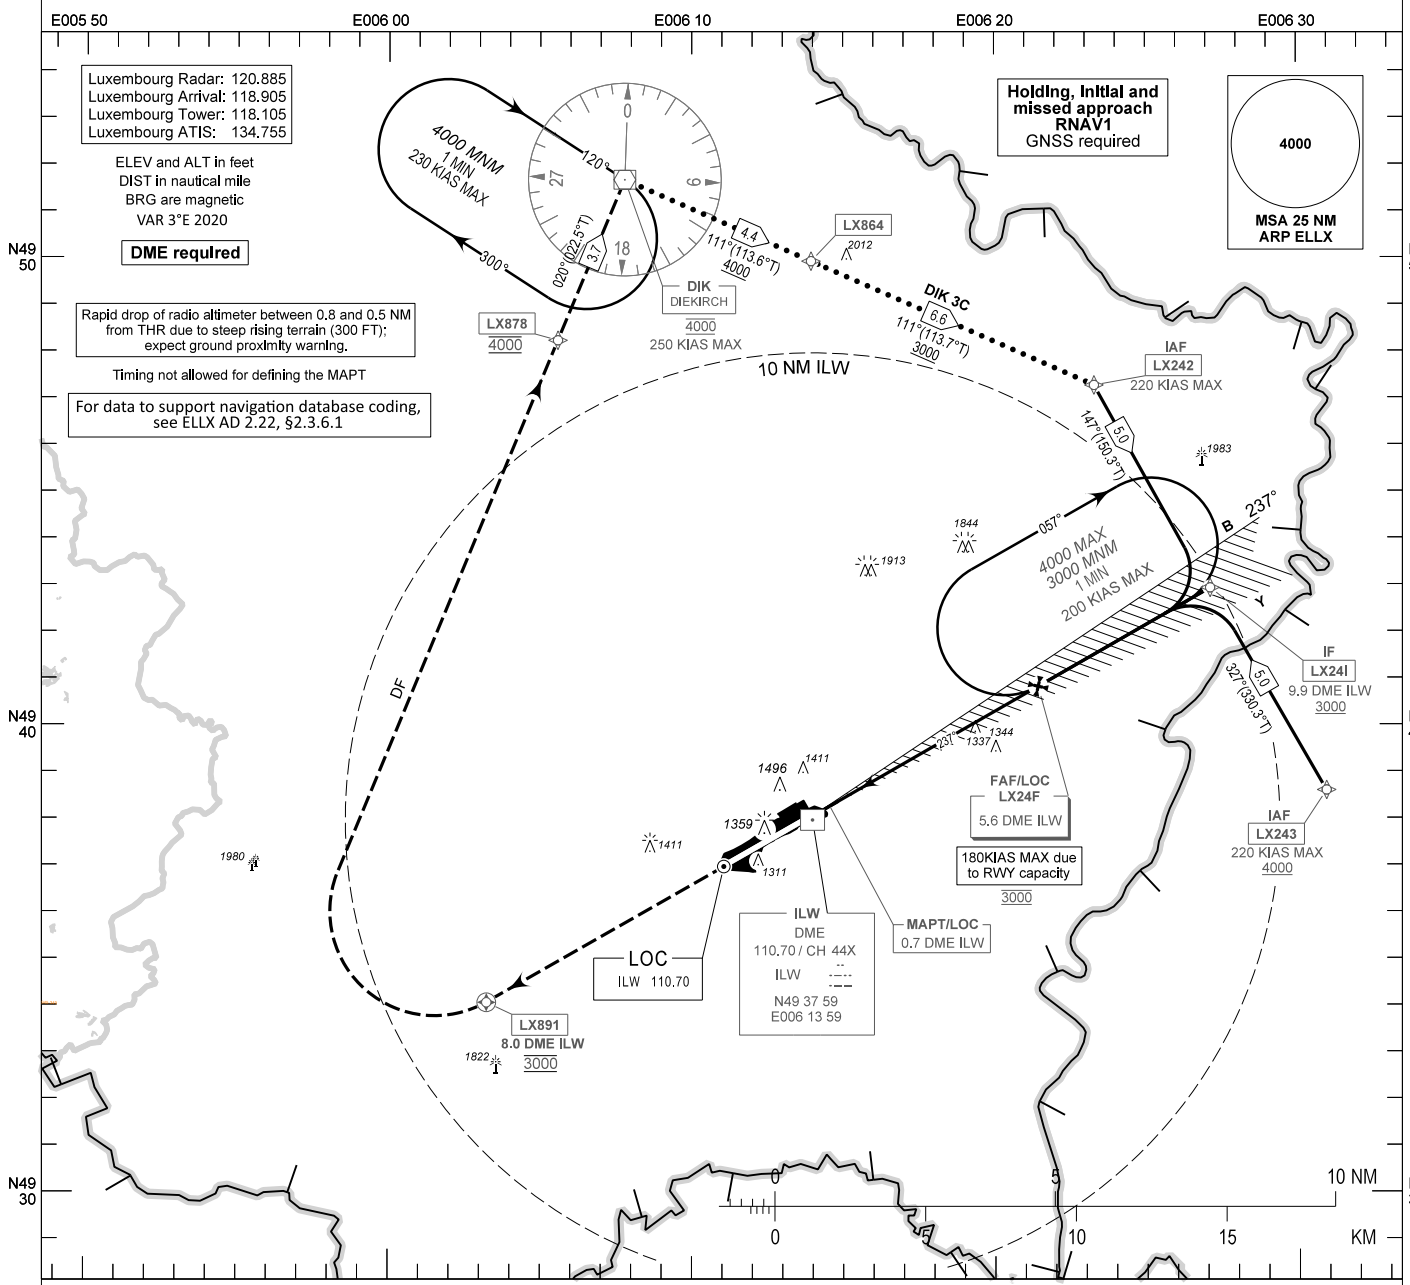 E005 50
E006 00
E006 10
E006 20
E006 30
Luxembourg Radar: 120.885
Luxembourg Arrival: 118.905
Luxembourg Tower: 118.105
Luxembourg ATIS: 134.755
ELEV and ALT in feet
DIST in nautical mile
BRG are magnetic
VAR 3°E 2020
DME required
Rapid drop of radio altimeter between 0.8 and 0.5 NM
from THR due to steep rising terrain (300 FT);
expect ground proximity warning.
Timing not allowed for defining the MAPT
For data to support navigation database coding,
see ELLX AD 2.22, §2.3.6.1
4000 MNM
1 MIN
230 KIAS MAX
120°
300°
0
9
18
27
020°(022.5°T)
3.7
DIK
DIEKIRCH
4000
250 KIAS MAX
LX878
4000
4.4
111°(113.6°T)
4000
LX864
2012
DIK 3C
6.6
111°(113.7°T)
3000
Holding, initial and
missed approach
RNAV1
GNSS required
4000
MSA 25 NM
ARP ELLX
IAF
LX242
220 KIAS MAX
10 NM ILW
5.0
147°(150.3°T)
1983
1844
1913
057°
4000 MAX
3000 MNM
1 MIN
200 KIAS MAX
B
237°
Y
IF
LX24I
9.9 DME ILW
3000
5.0
327°(330.3°T)
IAF
LX243
220 KIAS MAX
4000
237°
1337
1344
FAF/LOC
LX24F
5.6 DME ILW
180KIAS MAX due
to RWY capacity
3000
MAPT/LOC
0.7 DME ILW
1411
1496
1359
1411
1311
1980
DF
ILW
DME
110.70 / CH 44X
ILW
N49 37 59
E006 13 59
LOC
ILW 110.70
LX891
8.0 DME ILW
3000
1822
N49
50
N49
40
N49
30
0
5
10 NM
0
5
10
15
KM